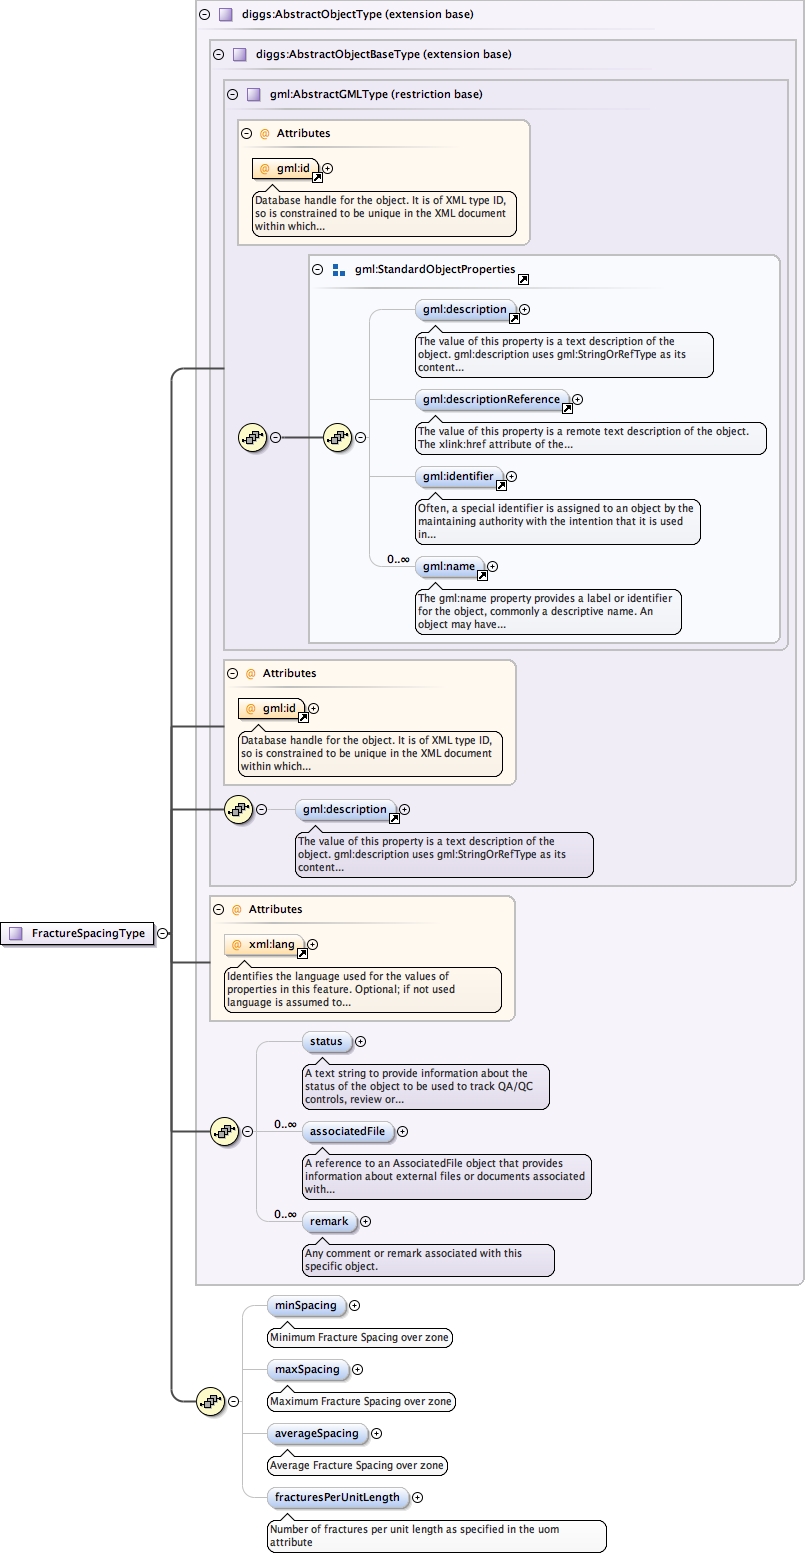 diggs:AbstractObjectType (extension base)
diggs:AbstractObjectBaseType (extension base)
gml:AbstractGMLType (restriction base)
@ Attributes
@ gml:id
Database handle for the object. It is of XML type ID,
so is constrained to be unique in the XML document
within which...
gml:StandardObjectProperties
gml:description
The value of this property is a text description of the
object. gml:description uses gml:StringOrRefType as its
content...
gml:descriptionReference
The value of this property is a remote text description of the object.
The xlink:href attribute of the...
gml:identifier
Often, a special identifier is assigned to an object by the
maintaining authority with the intention that it is used
in...
0..∞
gml:name
The gml:name property provides a label or identifier
for the object, commonly a descriptive name. An
object may have...
@ Attributes
@ gml:id
Database handle for the object. It is of XML type ID,
so is constrained to be unique in the XML document
within which...
gml:description
The value of this property is a text description of the
object. gml:description uses gml:StringOrRefType as its
content...
FractureSpacingType
@ Attributes
@ xml:lang
Identifies the language used for the values of
properties in this feature. Optional; if not used
language is assumed to...
status
A text string to provide information about the
status of the object to be used to track QA/QC
controls, review or...
0..∞
associatedFile
A reference to an AssociatedFile object that provides
information about external files or documents associated
with...
0..∞
remark
Any comment or remark associated with this
specific object.
minSpacing
Minimum Fracture Spacing over zone
maxSpacing
Maximum Fracture Spacing over zone
averageSpacing
Average Fracture Spacing over zone
fracturesPerUnitLength
Number of fractures per unit length as specified in the uom
attribute